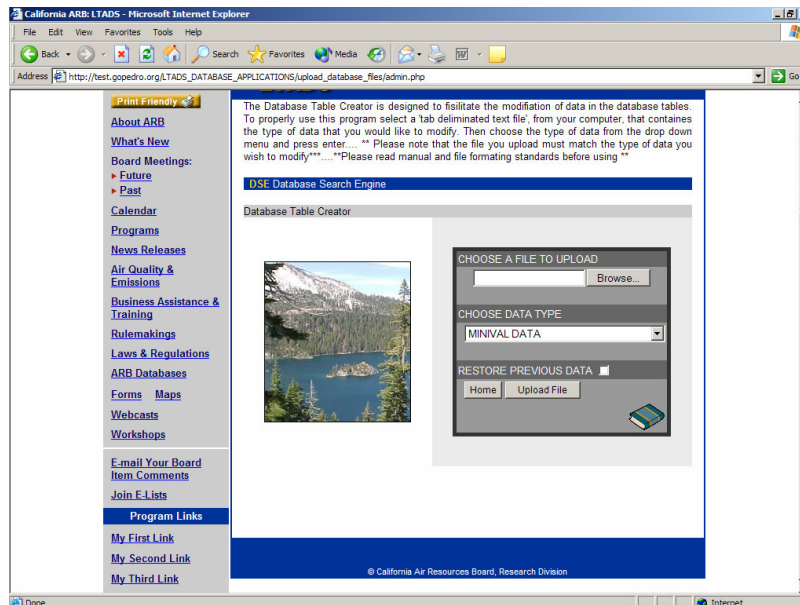 California ARB: LTADS - Microsoft Internet Explorer
File Edit View Favorites Tools Help
Back Search Favorites Media
Address http://test.gopedro.org/LTADS_DATABASE_APPLICATIONS/upload_database_files/admin.php Go
Print Friendly
About ARB
What's New
Board Meetings:
Future
Past
Calendar
Programs
News Releases
Air Quality &
Emissions
Business Assistance &
Training
Rulemakings
Laws & Regulations
ARB Databases
Forms Maps
Webcasts
Workshops
E-mail Your Board
Item Comments
Join E-Lists
Program Links
My First Link
My Second Link
My Third Link
The Database Table Creator is designed to fisilitate the modifiation of data in the database tables.
To properly use this program select a 'tab deliminated text file', from your computer, that containes
the type of data that you would like to modify. Then choose the type of data from the drop down
menu and press enter.... ** Please note that the file you upload must match the type of data you
wish to modify***....**Please read manual and file formating standards before using **
DSE Database Search Engine
Database Table Creator
CHOOSE A FILE TO UPLOAD
Browse...
CHOOSE DATA TYPE
MINIVAL DATA
RESTORE PREVIOUS DATA
Home Upload File
© California Air Resources Board, Research Division
Done Internet